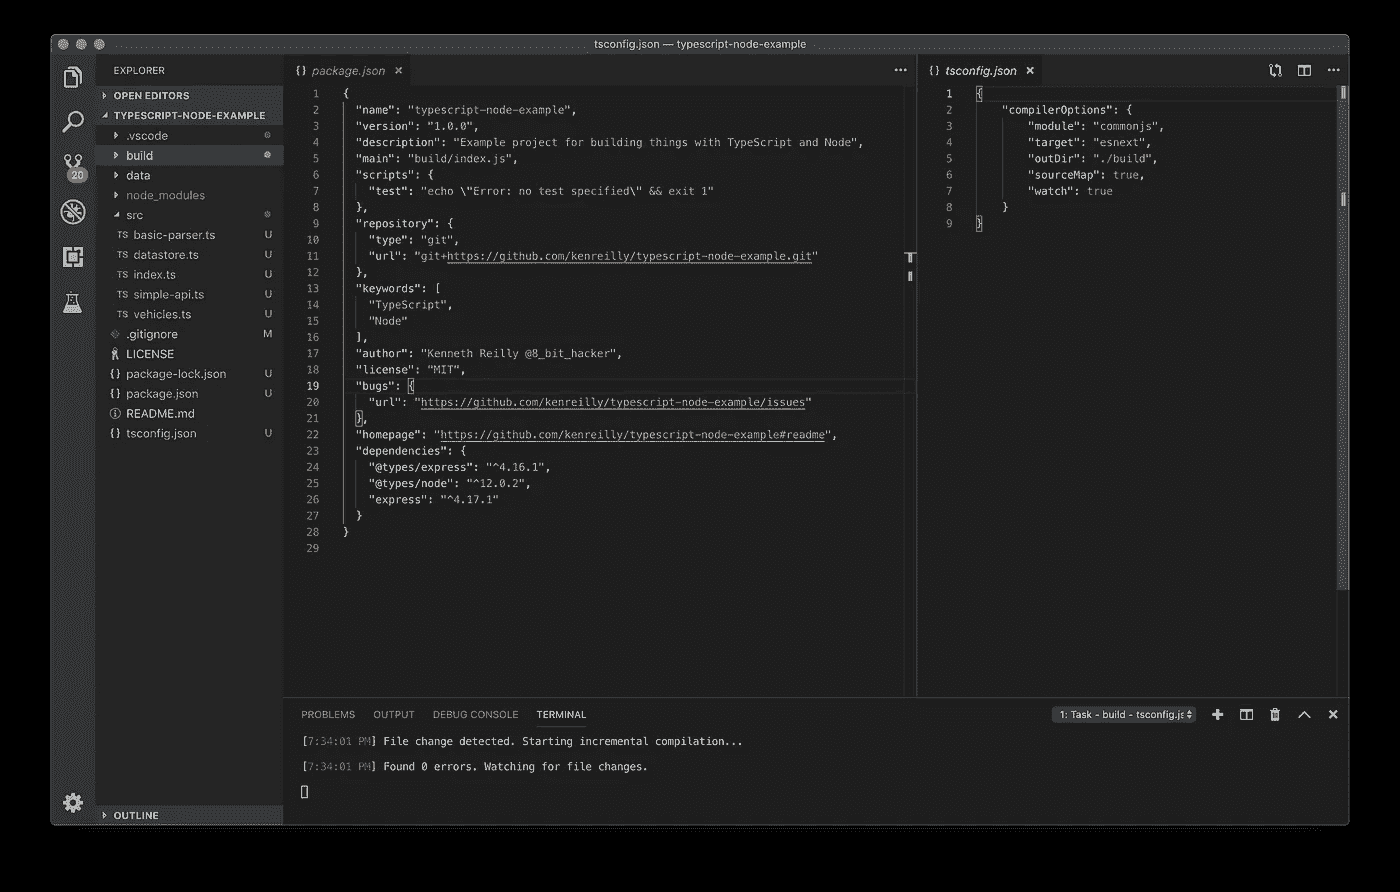 tsconfig.json — typescript-node-example
EXPLORER
OPEN EDITORS
TYPESCRIPT-NODE-EXAMPLE
.vscode
build
data
node_modules
src
TS basic-parser.ts U
TS datastore.ts U
TS index.ts U
TS simple-api.ts U
TS vehicles.ts U
.gitignore M
LICENSE
{} package-lock.json U
{} package.json U
README.md
{} tsconfig.json U
OUTLINE
20
{} package.json ×
1 {
2 "name": "typescript-node-example",
3 "version": "1.0.0",
4 "description": "Example project for building things with TypeScript and Node",
5 "main": "build/index.js",
6 "scripts": {
7 "test": "echo \"Error: no test specified\" && exit 1"
8 },
9 "repository": {
10 "type": "git",
11 "url": "git+https://github.com/kenreilly/typescript-node-example.git"
12 },
13 "keywords": [
14 "TypeScript",
15 "Node"
16 ],
17 "author": "Kenneth Reilly @8_bit_hacker",
18 "license": "MIT",
19 "bugs": {
20 "url": "https://github.com/kenreilly/typescript-node-example/issues"
21 },
22 "homepage": "https://github.com/kenreilly/typescript-node-example#readme",
23 "dependencies": {
24 "@types/express": "^4.16.1",
25 "@types/node": "^12.0.2",
26 "express": "^4.17.1"
27 }
28 }
29
{} tsconfig.json ×
1 {
2 "compilerOptions": {
3 "module": "commonjs",
4 "target": "esnext",
5 "outDir": "./build",
6 "sourceMap": true,
7 "watch": true
8 }
9 }
PROBLEMS OUTPUT DEBUG CONSOLE TERMINAL
1: Task - build - tsconfig.js
[7:34:01 PM] File change detected. Starting incremental compilation...
[7:34:01 PM] Found 0 errors. Watching for file changes.